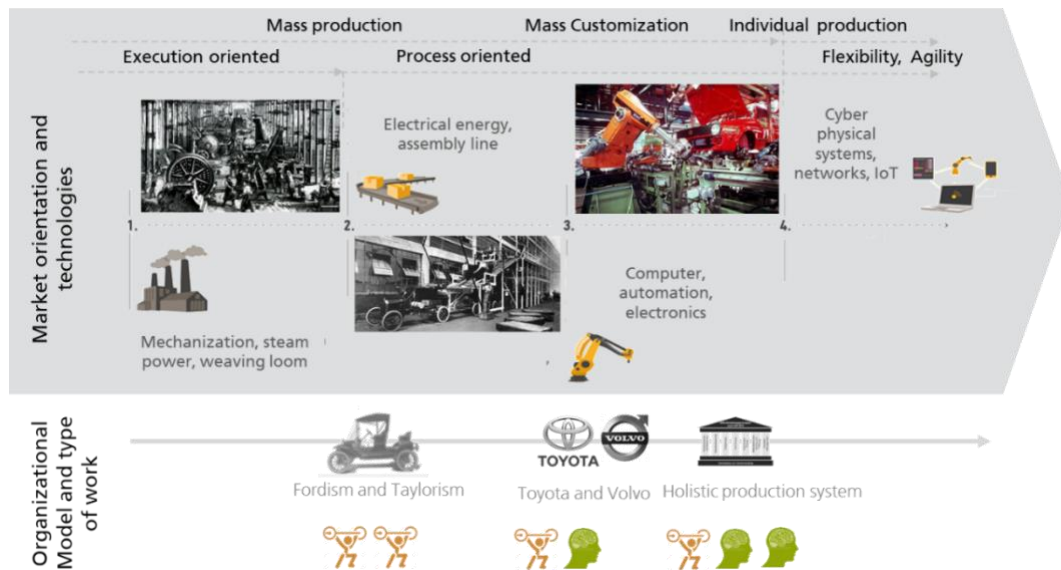 Mass production
Mass Customization
Individual production
Execution oriented
Process oriented
Flexibility, Agility
Market orientation and
technologies
Electrical energy,
assembly line
Cyber
physical
systems,
networks, IoT
1.
2.
3.
4.
Mechanization, steam
power, weaving loom
Computer,
automation,
electronics
Organizational
Model and type
of work
TOYOTA
VOLVO
Fordism and Taylorism
Toyota and Volvo
Holistic production system